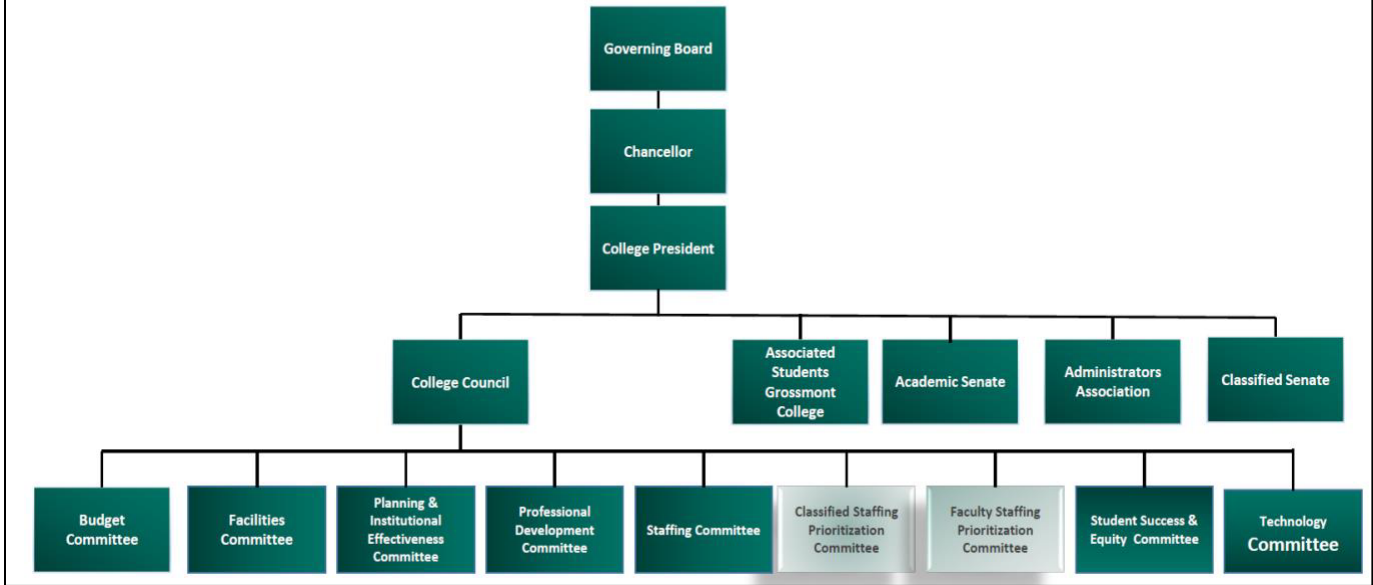 Governing Board
Chancellor
College President
College Council
Associated
Students
Grossmont
College
Academic Senate
Administrators
Association
Classified Senate
Budget
Committee
Facilities
Committee
Planning &
Institutional
Effectiveness
Committee
Professional
Development
Committee
Staffing Committee
Classified Staffing
Prioritization
Committee
Faculty Staffing
Prioritization
Committee
Student Success &
Equity Committee
Technology
Committee